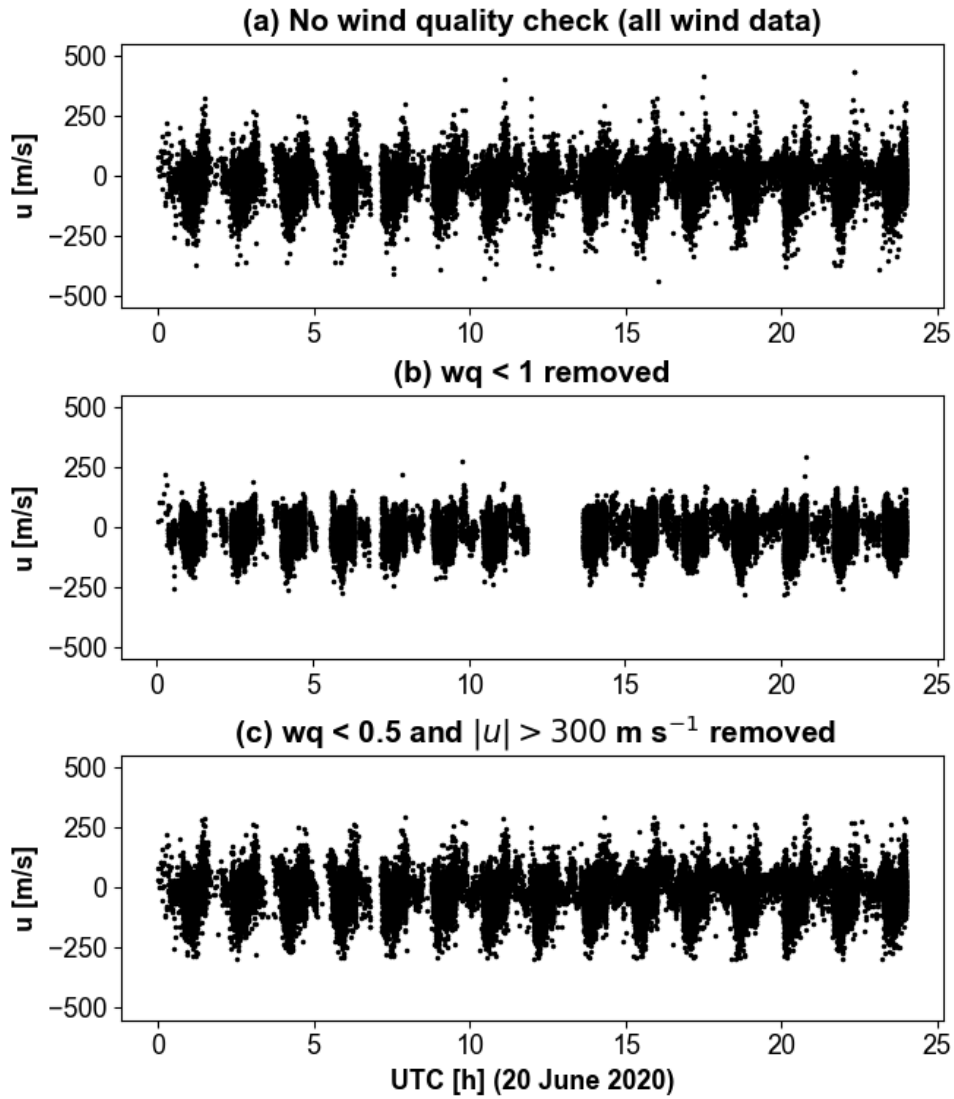 (a) No wind quality check (all wind data)
500
250
0
−250
−500
u [m/s]
0 5 10 15 20 25
(b) wq < 1 removed
500
250
0
−250
−500
u [m/s]
0 5 10 15 20 25
(c) wq < 0.5 and |u| > 300 m s⁻¹ removed
500
250
0
−250
−500
u [m/s]
0 5 10 15 20 25
UTC [h] (20 June 2020)